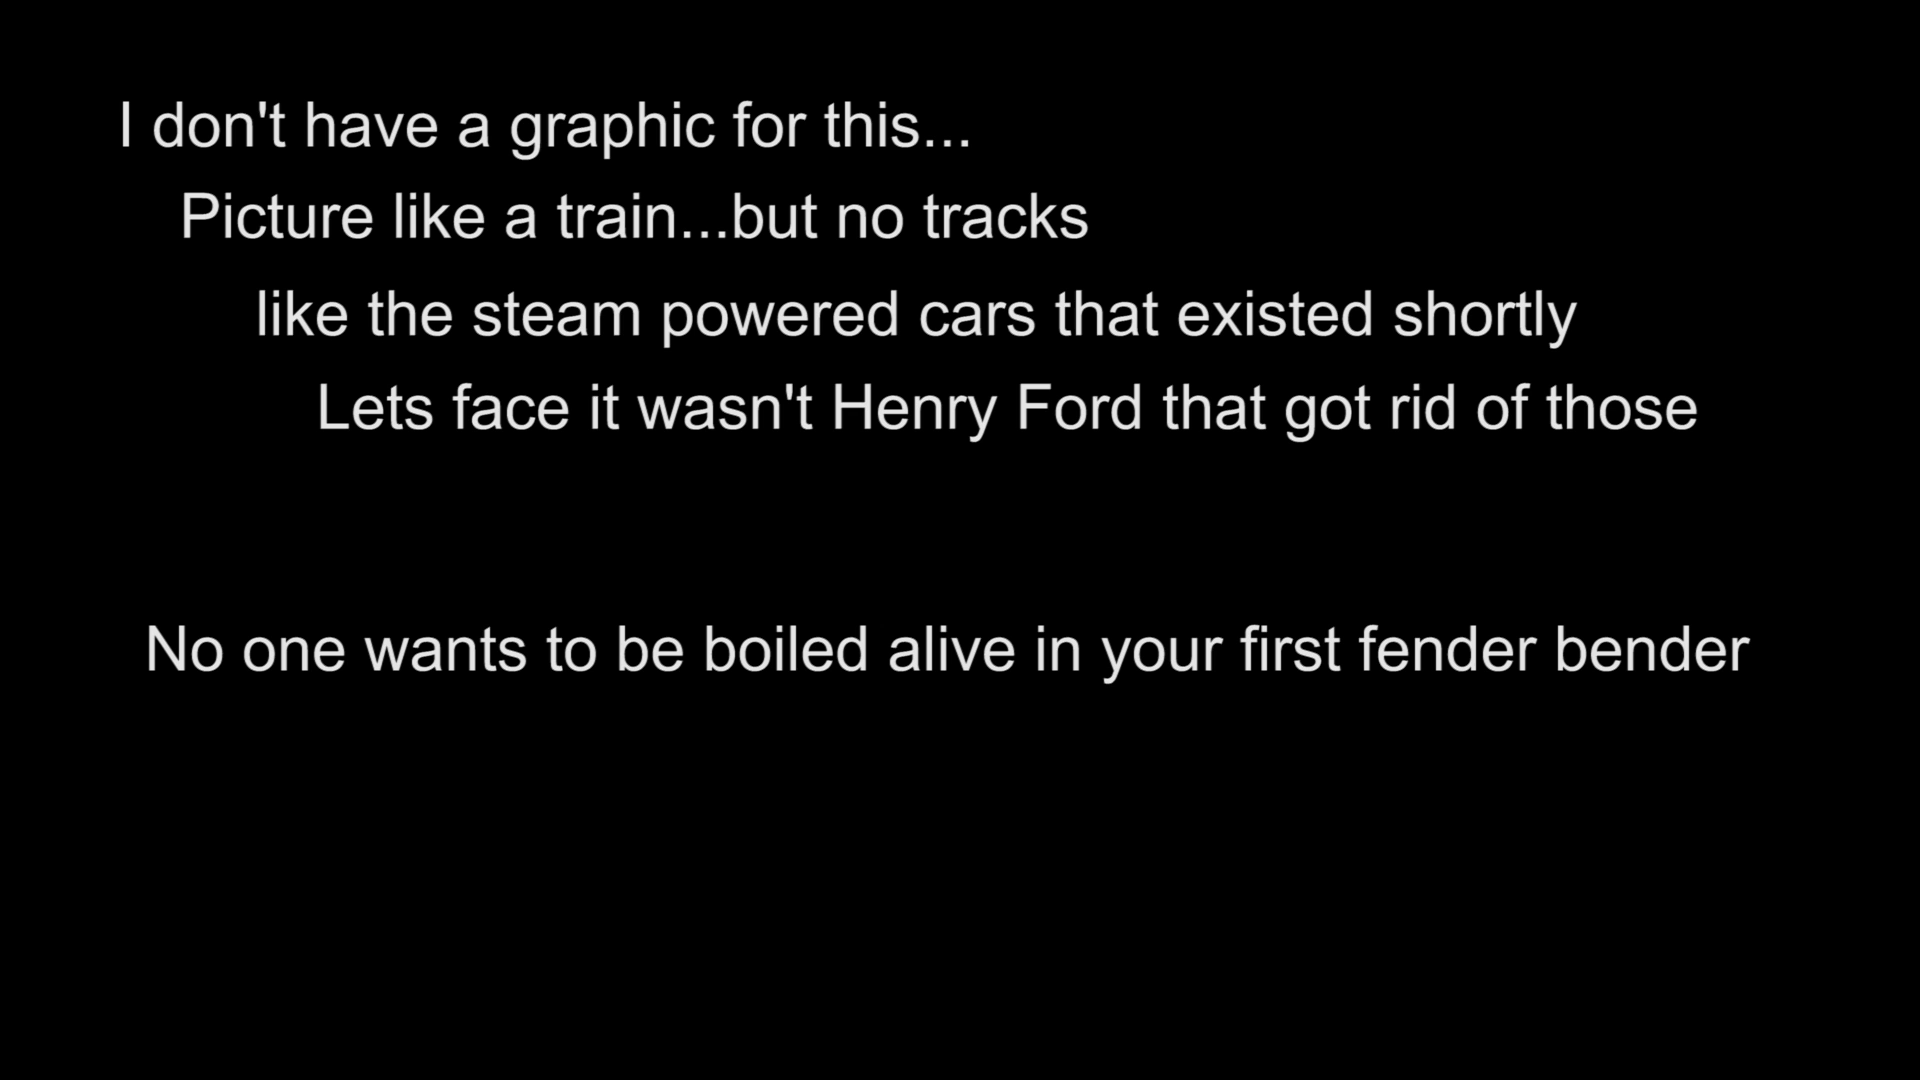 I don't have a graphic for this...
Picture like a train...but no tracks
like the steam powered cars that existed shortly
Lets face it wasn't Henry Ford that got rid of those
No one wants to be boiled alive in your first fender bender